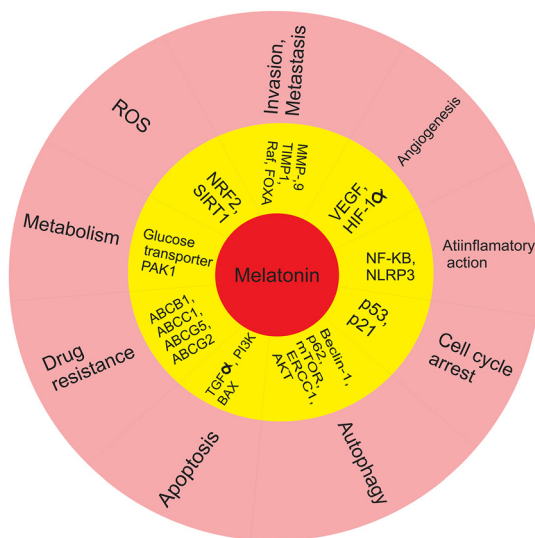 Invasion,
Metastasis
Angiogenesis
Atiinflamatory
action
Cell cycle
arrest
Autophagy
Apoptosis
Drug
resistance
Metabolism
ROS
MMP-,9
TIMP1,
Raf, FOXA
VEGF,
HIF-1α
NF-KB,
NLRP3
p53,
p21
Beclin-1,
p62,
mTOR,
ERCC1,
AKT
TGFα, PI3K
BAX
ABCB1,
ABCC1,
ABCG5,
ABCG2
Glucose
transporter
PAK1
NRF2,
SIRT1
Melatonin